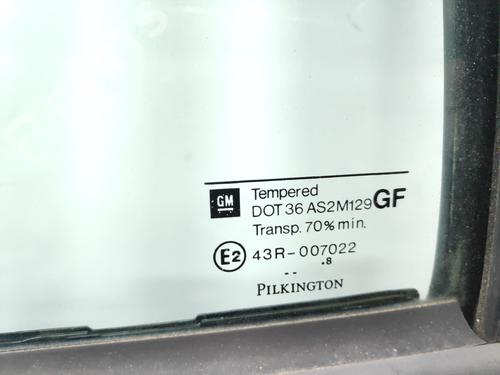 GM
Tempered
DOT 36 AS2M129 GF
Transp. 70% min.
E2 43R-007022
.8
--
PILKINGTON